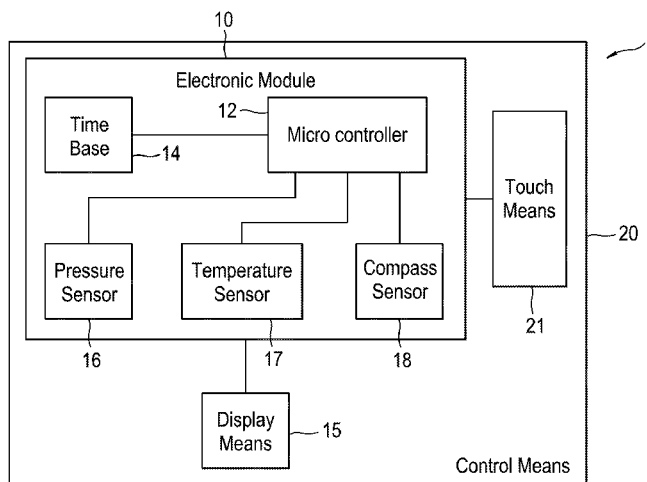 10
Electronic Module
12
Time
Base
Micro controller
14
Touch
Means
20
Pressure
Sensor
Temperature
Sensor
Compass
Sensor
21
16
17
18
Display
Means
15
Control Means